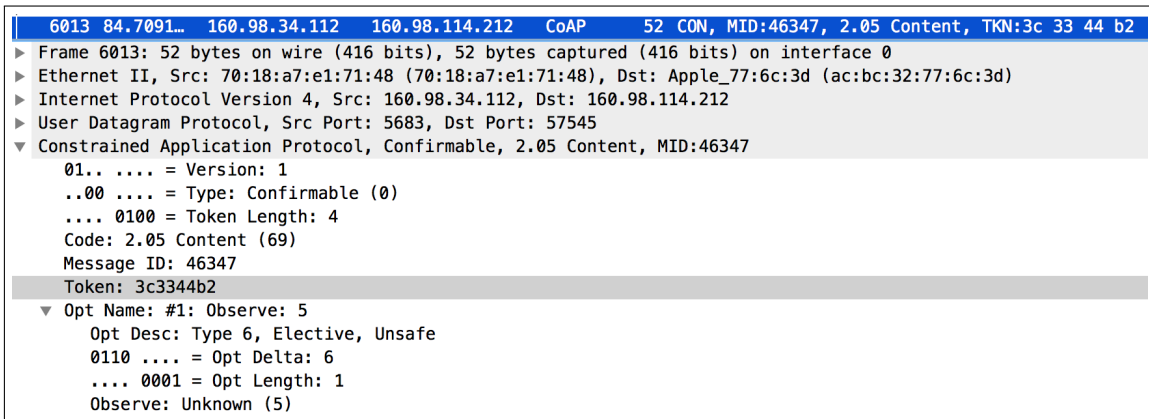 6013 84.7091… 160.98.34.112 160.98.114.212 CoAP 52 CON, MID:46347, 2.05 Content, TKN:3c 33 44 b2
Frame 6013: 52 bytes on wire (416 bits), 52 bytes captured (416 bits) on interface 0
Ethernet II, Src: 70:18:a7:e1:71:48 (70:18:a7:e1:71:48), Dst: Apple_77:6c:3d (ac:bc:32:77:6c:3d)
Internet Protocol Version 4, Src: 160.98.34.112, Dst: 160.98.114.212
User Datagram Protocol, Src Port: 5683, Dst Port: 57545
Constrained Application Protocol, Confirmable, 2.05 Content, MID:46347
01.. .... = Version: 1
..00 .... = Type: Confirmable (0)
.... 0100 = Token Length: 4
Code: 2.05 Content (69)
Message ID: 46347
Token: 3c3344b2
Opt Name: #1: Observe: 5
Opt Desc: Type 6, Elective, Unsafe
0110 .... = Opt Delta: 6
.... 0001 = Opt Length: 1
Observe: Unknown (5)